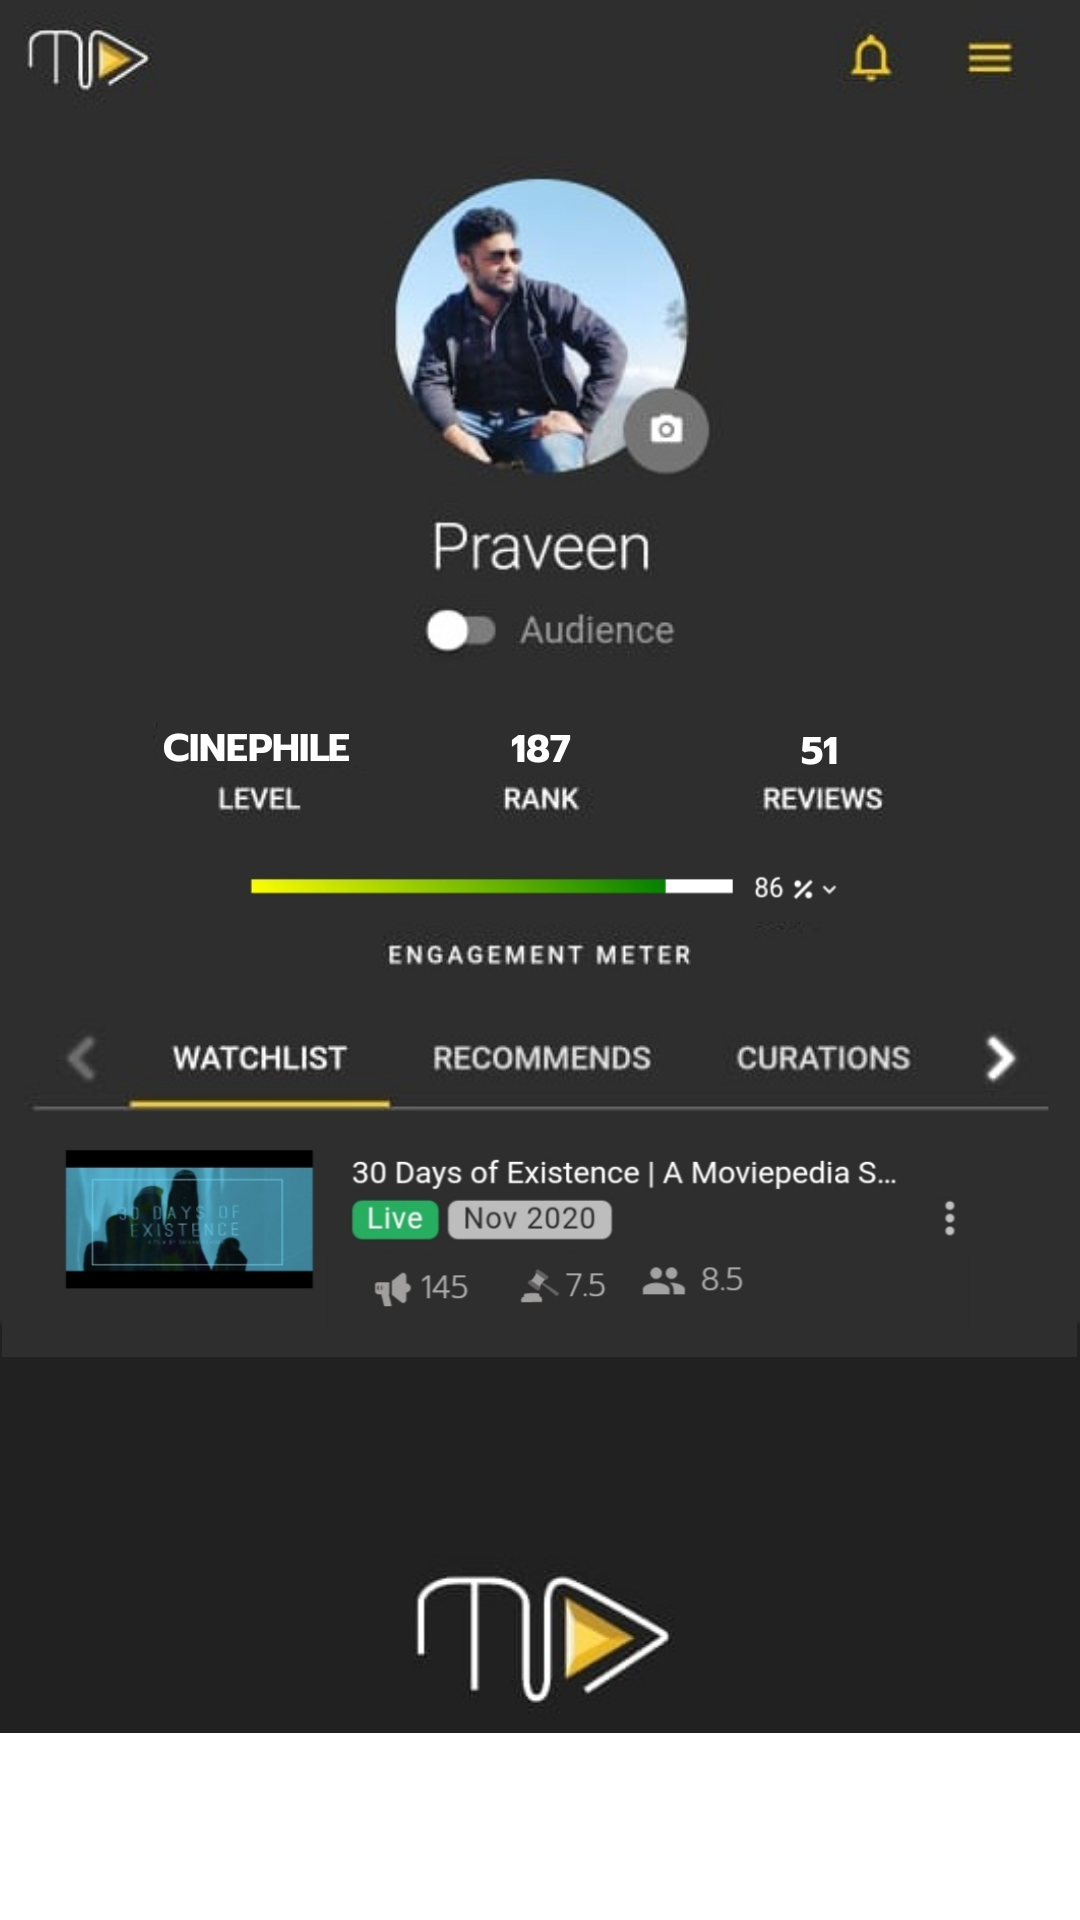 Praveen
Audience
CINEPHILE 187 51
LEVEL RANK REVIEWS
86 %
ENGAGEMENT METER
WATCHLIST RECOMMENDS CURATIONS
30 Days of Existence | A Moviepedia S...
Live Nov 2020
145 7.5 8.5
30 DAYS OF
EXISTENCE